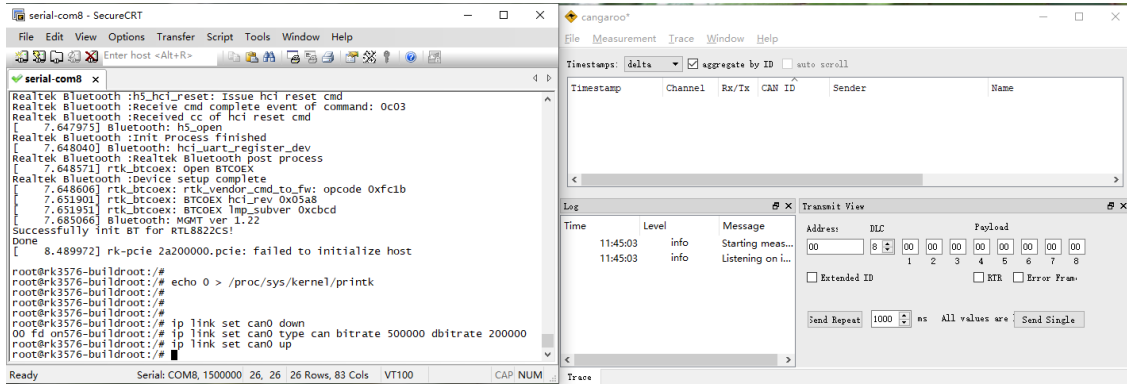 serial-com8 - SecureCRT
File Edit View Options Transfer Script Tools Window Help
Enter host <Alt+R>
serial-com8
Realtek Bluetooth :h5_hci_reset: Issue hci reset cmd
Realtek Bluetooth :Receive cmd complete event of command: 0c03
Realtek Bluetooth :Received cc of hci reset cmd
[    7.647975] Bluetooth: h5_open
Realtek Bluetooth :Init Process finished
[    7.648040] Bluetooth: hci_uart_register_dev
Realtek Bluetooth :Realtek Bluetooth post process
[    7.648571] rtk_btcoex: Open BTCOEX
Realtek Bluetooth :Device setup complete
[    7.648606] rtk_btcoex: rtk_vendor_cmd_to_fw: opcode 0xfc1b
[    7.651901] rtk_btcoex: BTCOEX hci_rev 0x05a8
[    7.651951] rtk_btcoex: BTCOEX lmp_subver 0xcbcd
[    7.685066] Bluetooth: MGMT ver 1.22
Successfully init BT for RTL8822CS!
Done
[    8.489972] rk-pcie 2a200000.pcie: failed to initialize host
root@rk3576-buildroot:/#
root@rk3576-buildroot:/# echo 0 > /proc/sys/kernel/printk
root@rk3576-buildroot:/#
root@rk3576-buildroot:/#
root@rk3576-buildroot:/#
root@rk3576-buildroot:/# ip link set can0 down
00 fd on576-buildroot:/# ip link set can0 type can bitrate 500000 dbitrate 200000
root@rk3576-buildroot:/# ip link set can0 up
root@rk3576-buildroot:/#
Ready Serial: COM8, 1500000 26, 26 26 Rows, 83 Cols VT100 CAP NUM
cangaroo*
File Measurement Trace Window Help
Timestamps: delta aggregate by ID auto scroll
Timestamp Channel Rx/Tx CAN ID Sender Name
Log
Time Level Message
11:45:03 info Starting meas...
11:45:03 info Listening on i...
Trace
Transmit View
Address: DLC Payload
00 8 00 00 00 00 00 00 00 00
1 2 3 4 5 6 7 8
Extended ID RTR Error Fram
Send Repeat 1000 ms All values are Send Single